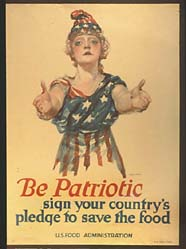 Be Patriotic
sign your country's
pledge to save the food
U.S. FOOD ADMINISTRATION